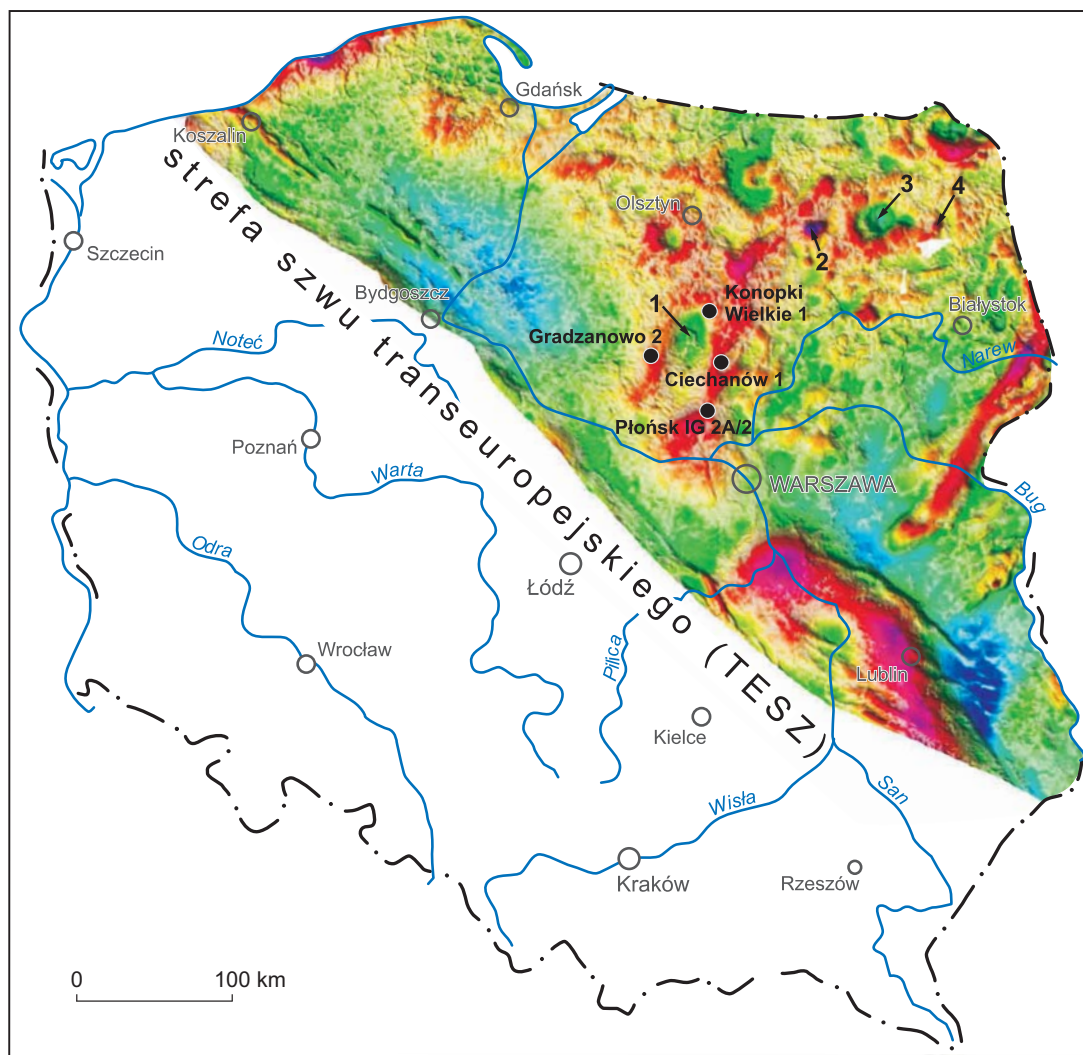 Gdańsk
Koszalin
Olsztyn
3
4
2
Szczecin
strefa szwu transeuropejskiego (TESZ)
Bydgoszcz
1
Konopki
Wielkie 1
Białystok
Noteć
Gradzanowo 2
Narew
Ciechanów 1
Płońsk IG 2A/2
Poznań
Warta
WARSZAWA
Bug
Odra
Łódź
Pilica
Wrocław
Lublin
Kielce
Wisła
San
Kraków
Rzeszów
0
100 km